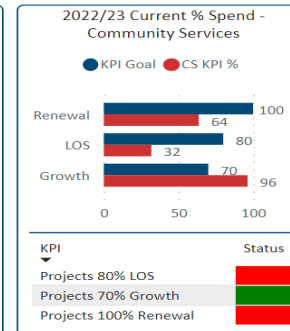 2022/23 Current % Spend -
Community Services
KPI Goal CS KPI %
Renewal 100
64
LOS 80
32
Growth 70
96
0 50 100
KPI Status
Projects 80% LOS
Projects 70% Growth
Projects 100% Renewal